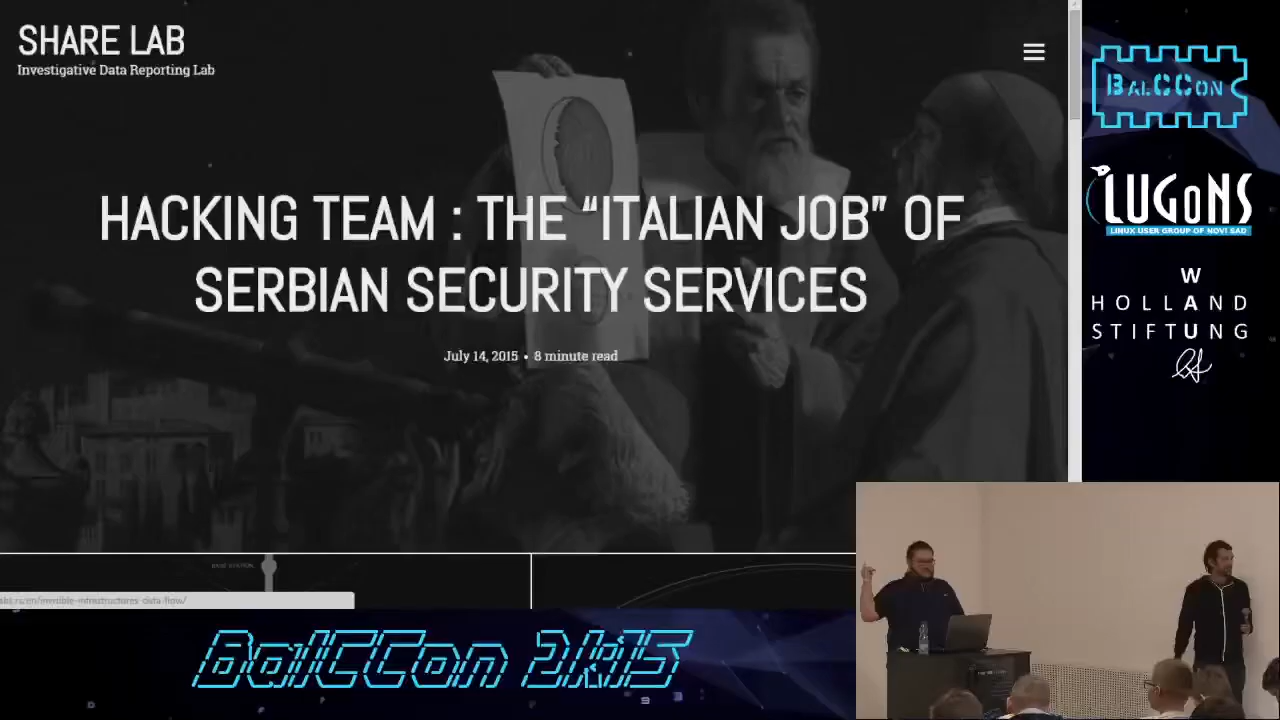 SHARE LAB
Investigative Data Reporting Lab
HACKING TEAM : THE “ITALIAN JOB” OF
SERBIAN SECURITY SERVICES
July 14, 2015 • 8 minute read
BALCCON
LUGoNS
LINUX USER GROUP OF NOVI SAD
W
HOLLAND
STIFTUNG
BalCCon 2k15